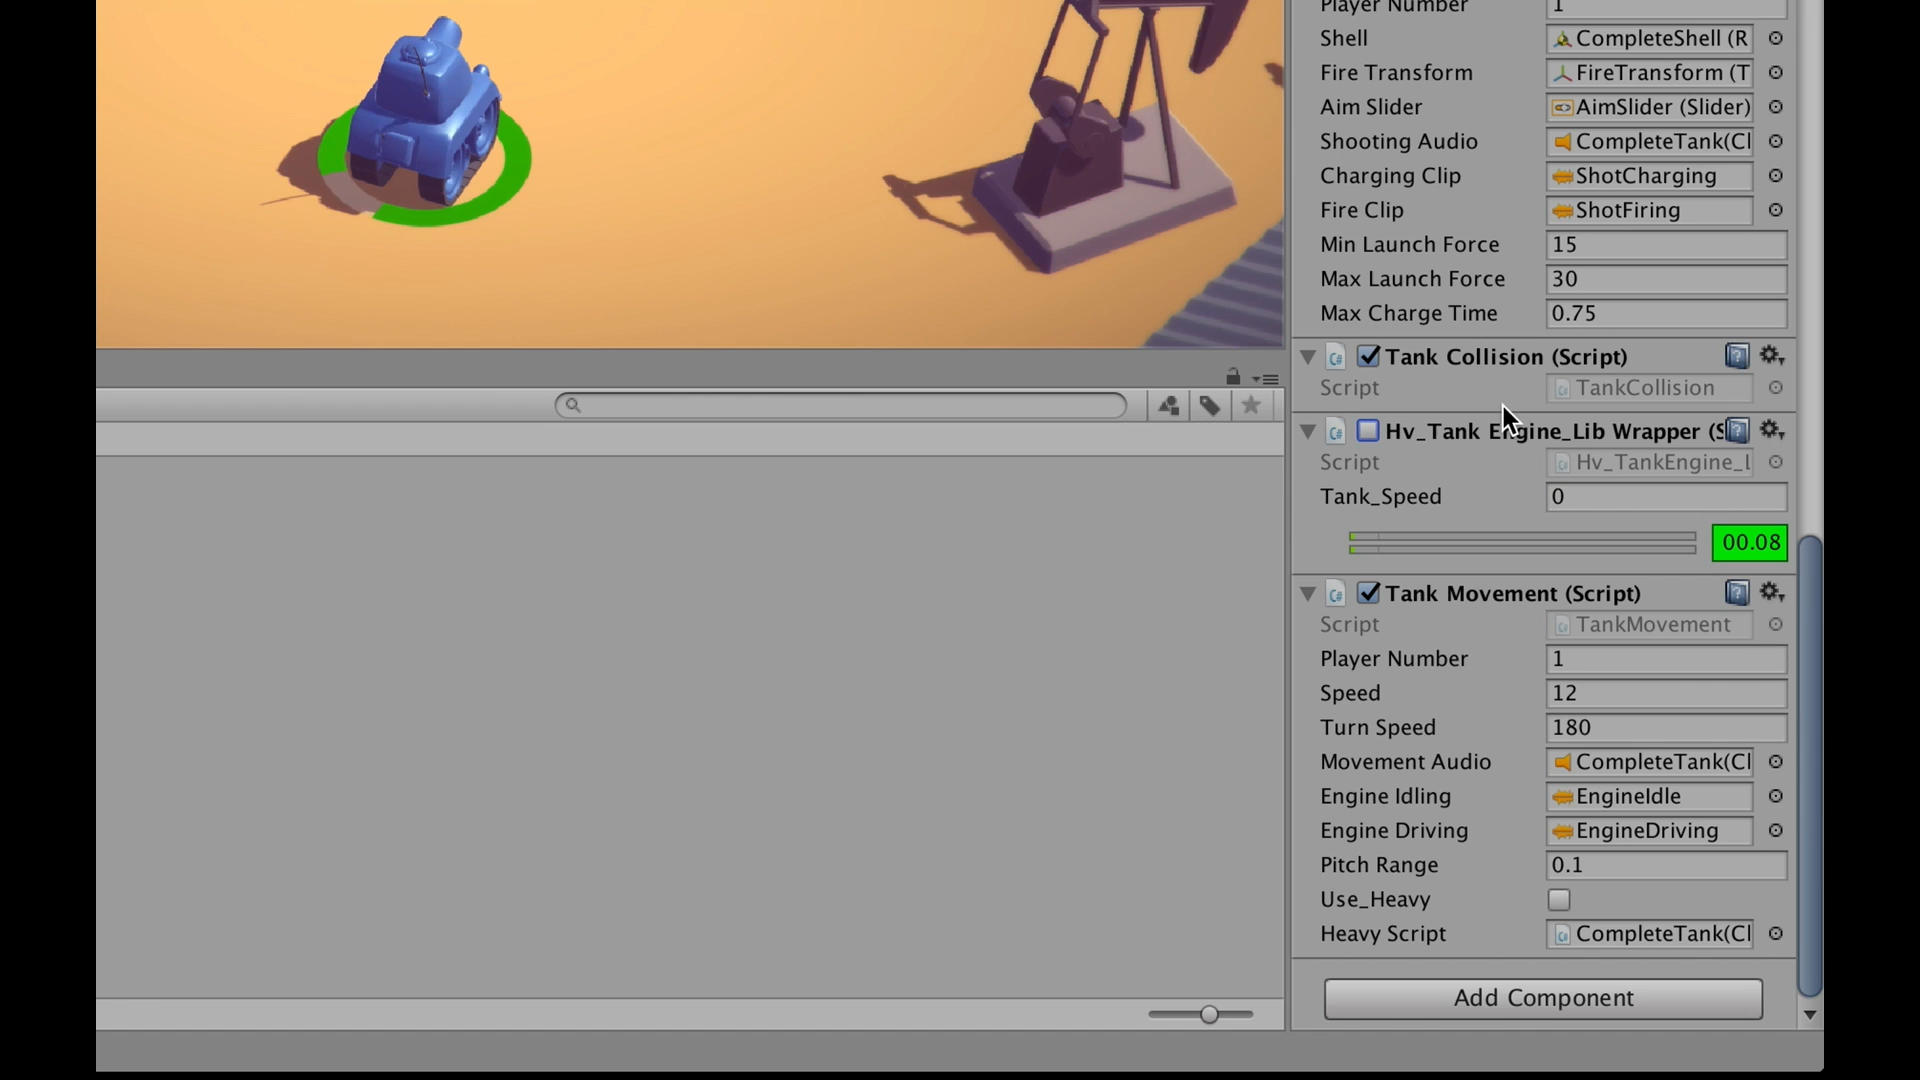 Player Number 1
Shell CompleteShell (R
Fire Transform FireTransform (T
Aim Slider AimSlider (Slider)
Shooting Audio CompleteTank(Cl
Charging Clip ShotCharging
Fire Clip ShotFiring
Min Launch Force 15
Max Launch Force 30
Max Charge Time 0.75
Tank Collision (Script)
Script TankCollision
Hv_Tank Engine_Lib Wrapper (S
Script Hv_TankEngine_L
Tank_Speed 0
00.08
Tank Movement (Script)
Script TankMovement
Player Number 1
Speed 12
Turn Speed 180
Movement Audio CompleteTank(Cl
Engine Idling EngineIdle
Engine Driving EngineDriving
Pitch Range 0.1
Use_Heavy
Heavy Script CompleteTank(Cl
Add Component